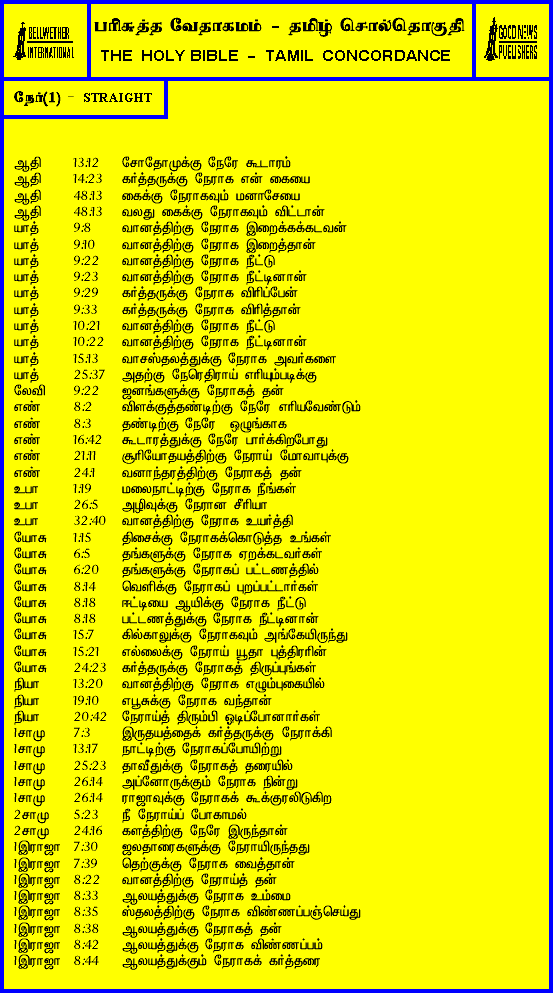 BELLWETHER
INTERNATIONAL
பரிசுத்த வேதாகமம் - தமிழ் சொல்தொகுதி
THE HOLY BIBLE - TAMIL CONCORDANCE
GOOD NEWS
PUBLISHERS
நேர்(1) - STRAIGHT
ஆதி 13:12 சோதோமுக்கு நேரே கூடாரம்
ஆதி 14:23 கர்த்தருக்கு நேராக என் கையை
ஆதி 48:13 கைக்கு நேராகவும் மனாசேயை
ஆதி 48:13 வலது கைக்கு நேராகவும் விட்டான்
யாத் 9:8 வானத்திற்கு நேராக இறைக்கக்கடவன்
யாத் 9:10 வானத்திற்கு நேராக இறைத்தான்
யாத் 9:22 வானத்திற்கு நேராக நீட்டு
யாத் 9:23 வானத்திற்கு நேராக நீட்டினான்
யாத் 9:29 கர்த்தருக்கு நேராக விரிப்பேன்
யாத் 9:33 கர்த்தருக்கு நேராக விரித்தான்
யாத் 10:21 வானத்திற்கு நேராக நீட்டு
யாத் 10:22 வானத்திற்கு நேராக நீட்டினான்
யாத் 15:13 வாசஸ்தலத்துக்கு நேராக அவர்களை
யாத் 25:37 அதற்கு நேரெதிராய் எரியும்படிக்கு
லேவி 9:22 ஜனங்களுக்கு நேராகத் தன்
எண் 8:2 விளக்குத்தண்டிற்கு நேரே எரியவேண்டும்
எண் 8:3 தண்டிற்கு நேரே ஒழுங்காக
எண் 16:42 கூடாரத்துக்கு நேரே பார்க்கிறபோது
எண் 21:11 சூரியோதயத்திற்கு நேராய் மோவாபுக்கு
எண் 24:1 வனாந்தரத்திற்கு நேராகத் தன்
உபா 1:19 மலைநாட்டிற்கு நேராக நீங்கள்
உபா 26:5 அழிவுக்கு நேரான சீரியா
உபா 32:40 வானத்திற்கு நேராக உயர்த்தி
யோசு 1:15 திசைக்கு நேராகக்கொடுத்த உங்கள்
யோசு 6:5 தங்களுக்கு நேராக ஏறக்கடவர்கள்
யோசு 6:20 தங்களுக்கு நேராகப் பட்டணத்தில்
யோசு 8:14 வெளிக்கு நேராகப் புறப்பட்டார்கள்
யோசு 8:18 ஈட்டியை ஆயிக்கு நேராக நீட்டு
யோசு 8:18 பட்டணத்துக்கு நேராக நீட்டினான்
யோசு 15:7 கில்காலுக்கு நேராகவும் அங்கேயிருந்து
யோசு 15:21 எல்லைக்கு நேராய் யூதா புத்திரரின்
யோசு 24:23 கர்த்தருக்கு நேராகத் திருப்புங்கள்
நியா 13:20 வானத்திற்கு நேராக எழும்புகையில்
நியா 19:10 எபூசுக்கு நேராக வந்தான்
நியா 20:42 நேராய்த் திரும்பி ஓடிப்போனார்கள்
1சாமு 7:3 இருதயத்தைக் கர்த்தருக்கு நேராக்கி
1சாமு 13:17 நாட்டிற்கு நேராகப்போயிற்று
1சாமு 25:23 தாவீதுக்கு நேராகத் தரையில்
1சாமு 26:14 அப்னோருக்கும் நேராக நின்று
1சாமு 26:14 ராஜாவுக்கு நேராகக் கூக்குரலிடுகிற
2சாமு 5:23 நீ நேராய்ப் போகாமல்
2சாமு 24:16 களத்திற்கு நேரே இருந்தான்
1இராஜா 7:30 ஜலதாரைகளுக்கு நேராயிருந்தது
1இராஜா 7:39 தெற்குக்கு நேராக வைத்தான்
1இராஜா 8:22 வானத்திற்கு நேராய்த் தன்
1இராஜா 8:33 ஆலயத்துக்கு நேராக உம்மை
1இராஜா 8:35 ஸ்தலத்திற்கு நேராக விண்ணப்பஞ்செய்து
1இராஜா 8:38 ஆலயத்துக்கு நேராகத் தன்
1இராஜா 8:42 ஆலயத்துக்கு நேராக விண்ணப்பம்
1இராஜா 8:44 ஆலயத்துக்கும் நேராகக் கர்த்தரை